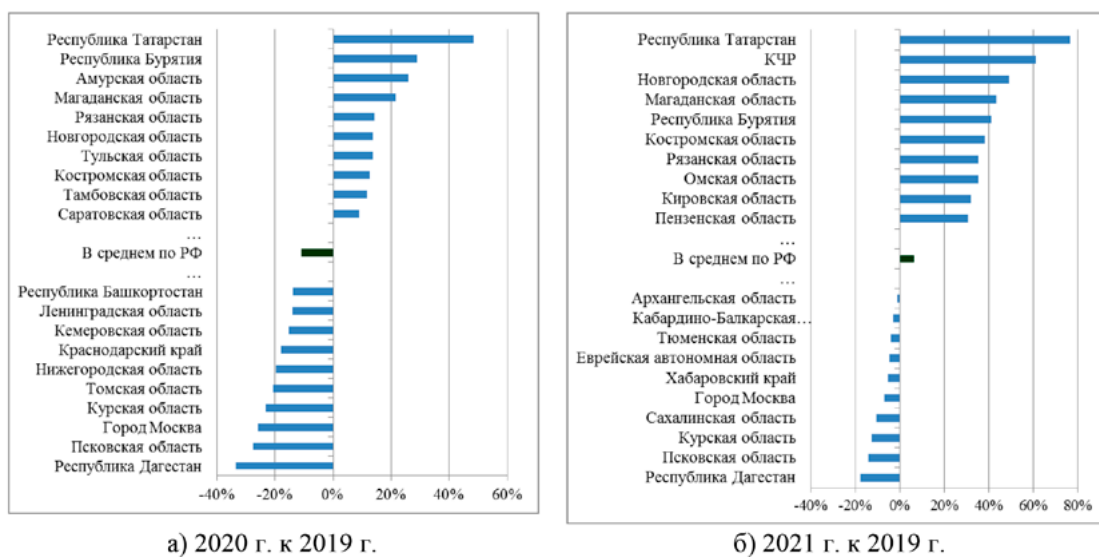 Республика Татарстан
Республика Бурятия
Амурская область
Магаданская область
Рязанская область
Новгородская область
Тульская область
Костромская область
Тамбовская область
Саратовская область
…
В среднем по РФ
…
Республика Башкортостан
Ленинградская область
Кемеровская область
Краснодарский край
Нижегородская область
Томская область
Курская область
Город Москва
Псковская область
Республика Дагестан
-40% -20% 0% 20% 40% 60%
а) 2020 г. к 2019 г.
Республика Татарстан
КЧР
Новгородская область
Магаданская область
Республика Бурятия
Костромская область
Рязанская область
Омская область
Кировская область
Пензенская область
…
В среднем по РФ
…
Архангельская область
Кабардино-Балкарская…
Тюменская область
Еврейская автономная область
Хабаровский край
Город Москва
Сахалинская область
Курская область
Псковская область
Республика Дагестан
-40% -20% 0% 20% 40% 60% 80%
б) 2021 г. к 2019 г.